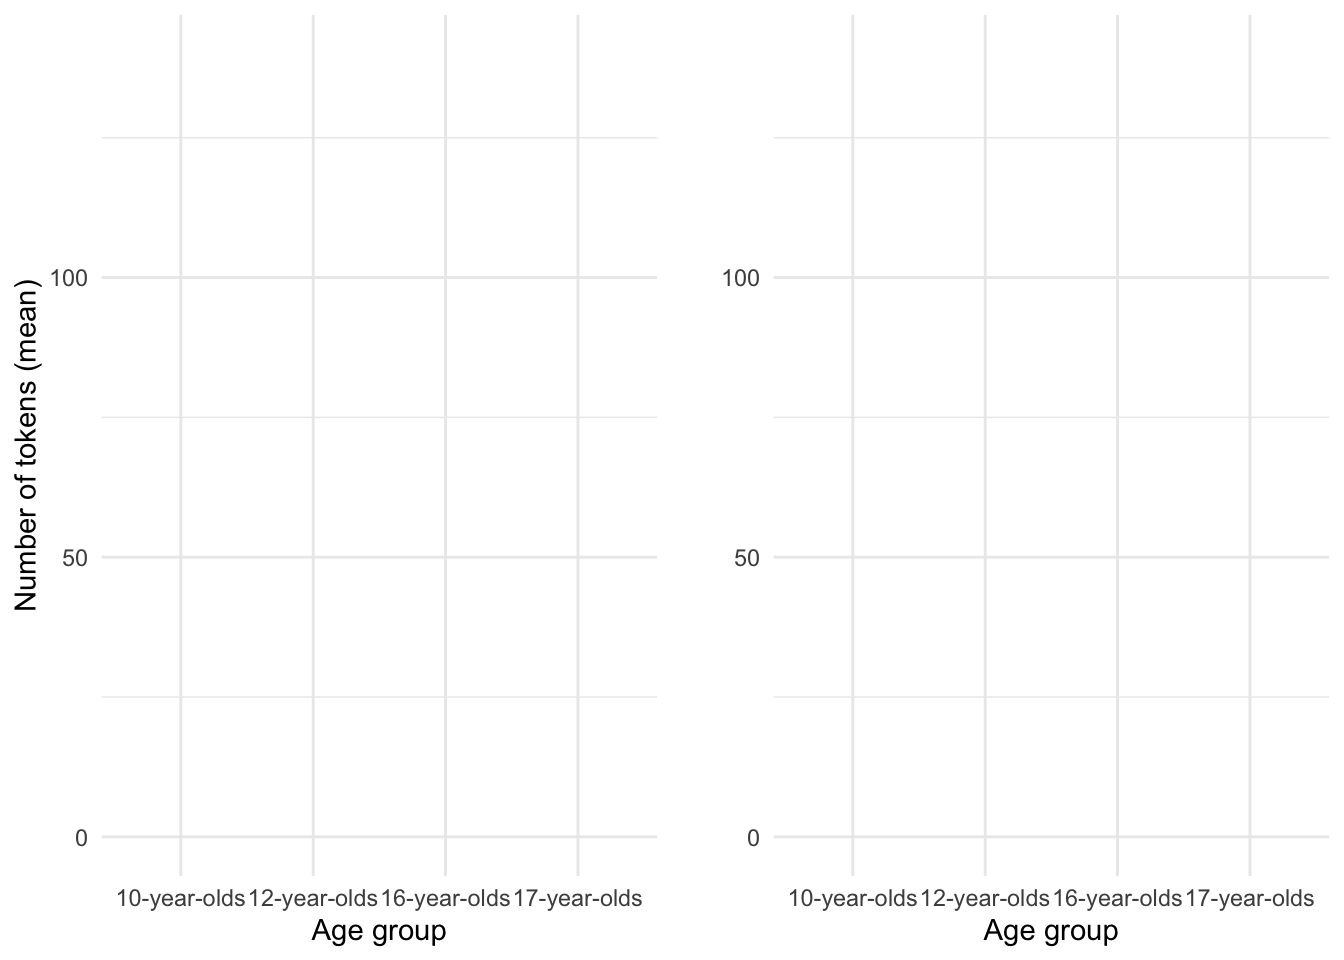 Number of tokens (mean)
100
50
0
10-year-olds 12-year-olds 16-year-olds 17-year-olds
Age group
100
50
0
10-year-olds 12-year-olds 16-year-olds 17-year-olds
Age group